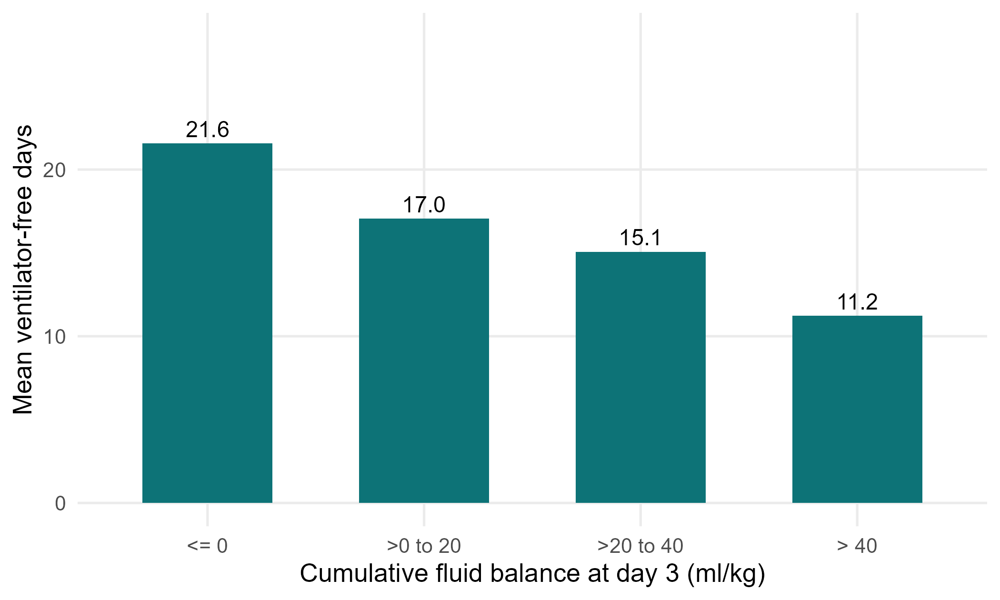 Mean ventilator-free days
20
10
0
21.6
17.0
15.1
11.2
<= 0
>0 to 20
>20 to 40
> 40
Cumulative fluid balance at day 3 (ml/kg)